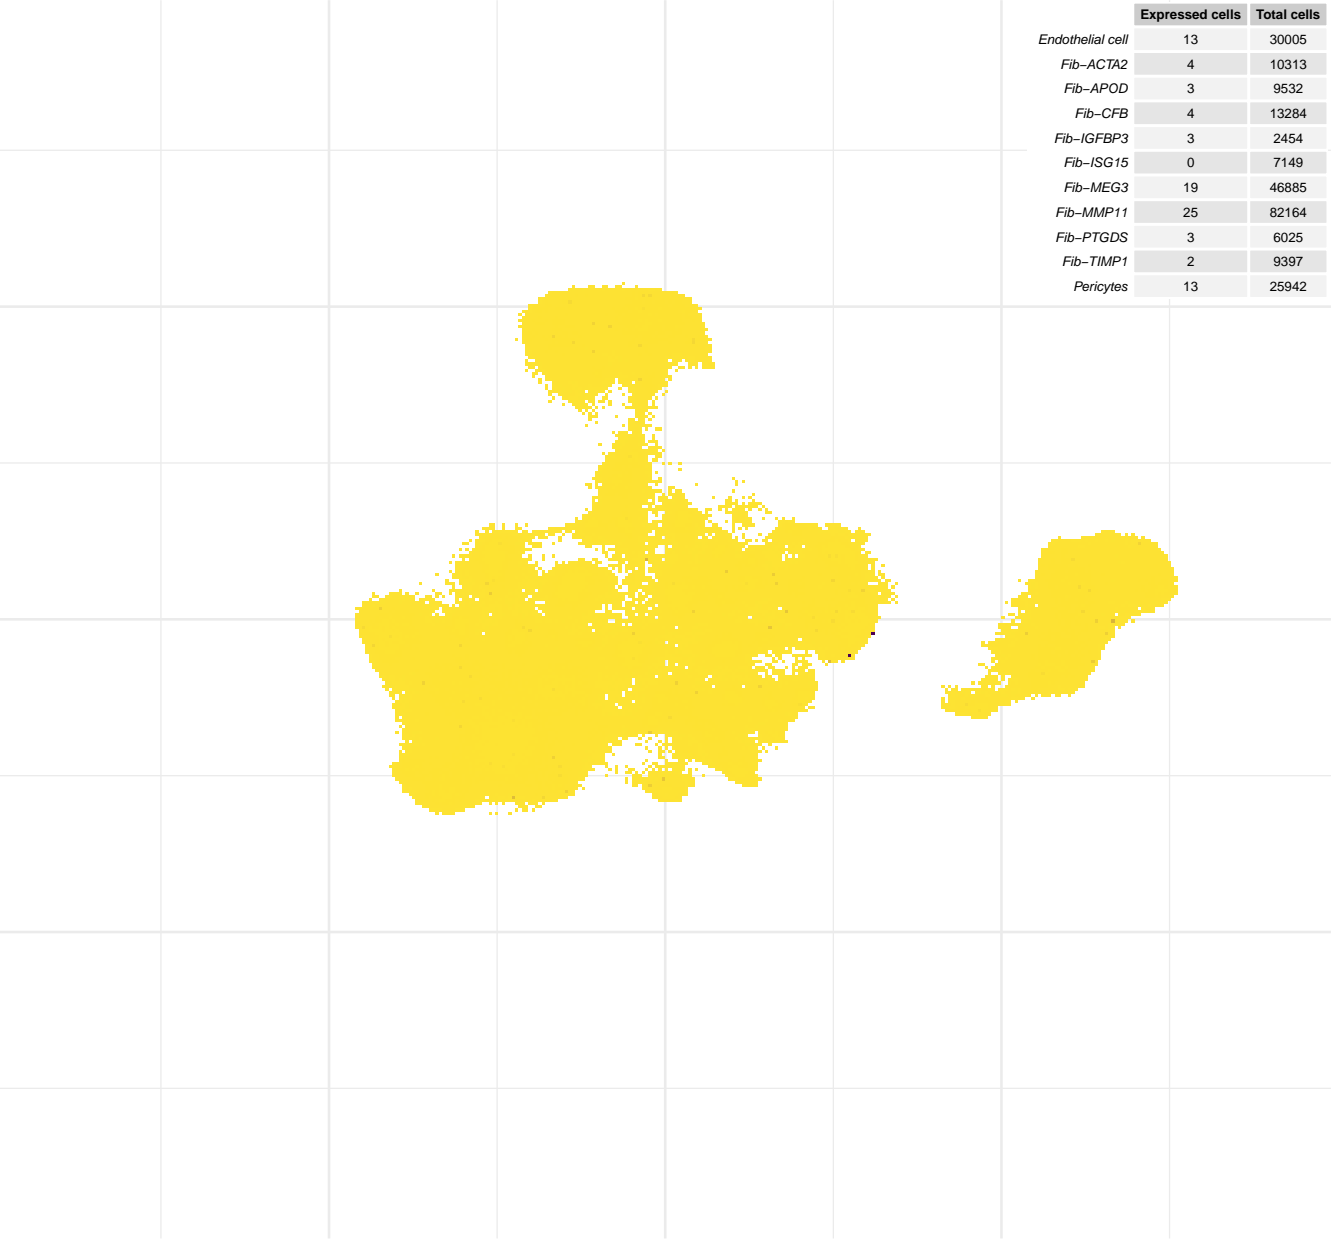 Expressed cells Total cells
Endothelial cell 13 30005
Fib−ACTA2 4 10313
Fib−APOD 3 9532
Fib−CFB 4 13284
Fib−IGFBP3 3 2454
Fib−ISG15 0 7149
Fib−MEG3 19 46885
Fib−MMP11 25 82164
Fib−PTGDS 3 6025
Fib−TIMP1 2 9397
Pericytes 13 25942